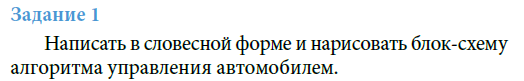 Задание 1
Написать в словесной форме и нарисовать блок-схему
алгоритма управления автомобилем.